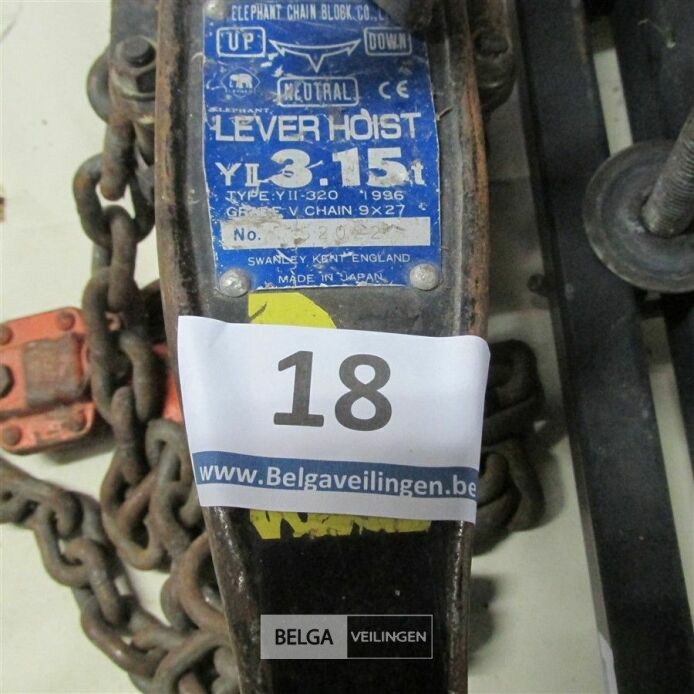 ELEPHANT CHAIN BLOCK CO.,
UP DOWN
NEUTRAL CE
ELEPHANT
LEVER HOIST
YII 3.15t
TYPE:YII-320 1996
GRADE V CHAIN 9×27
No.
SWANLEY KENT ENGLAND
MADE IN JAPAN
18
www.Belgaveilingen.be
BELGA VEILINGEN